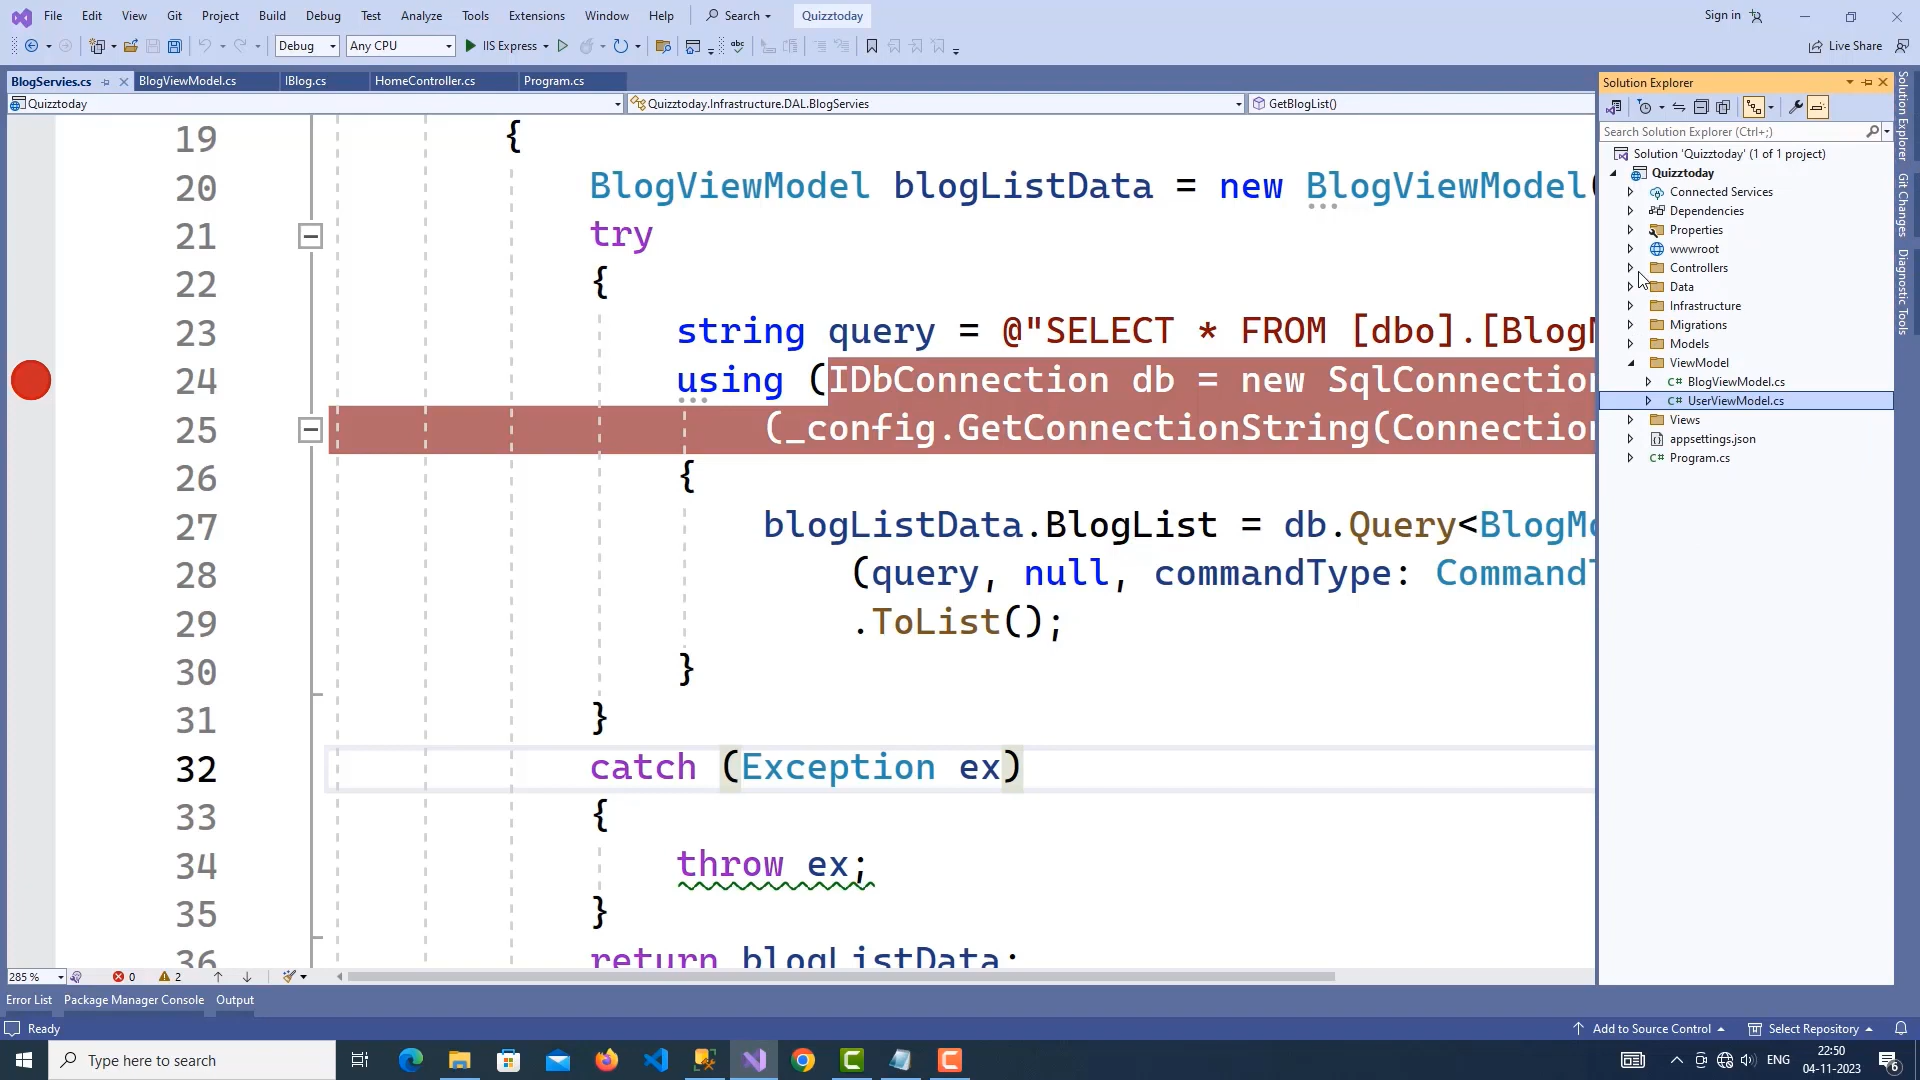 File Edit View Git Project Build Debug Test Analyze Tools Extensions Window Help Search Quizztoday Sign in
Debug Any CPU IIS Express Live Share
BlogServies.cs BlogViewModel.cs IBlog.cs HomeController.cs Program.cs
Quizztoday Quizztoday.Infrastructure.DAL.BlogServies GetBlogList()
19 {
20 BlogViewModel blogListData = new BlogViewModel(
21 try
22 {
23 string query = @"SELECT * FROM [dbo].[Blog
24 using (IDbConnection db = new SqlConnection
25 (_config.GetConnectionString(Connection
26 {
27 blogListData.BlogList = db.Query<BlogMo
28 (query, null, commandType: CommandT
29 .ToList();
30 }
31 }
32 catch (Exception ex)
33 {
34 throw ex;
35 }
36 return blogListData;
285 % 0 2
Error List Package Manager Console Output
Ready Add to Source Control Select Repository
Solution Explorer
Search Solution Explorer (Ctrl+;)
Solution 'Quizztoday' (1 of 1 project)
Quizztoday
Connected Services
Dependencies
Properties
wwwroot
Controllers
Data
Infrastructure
Migrations
Models
ViewModel
C# BlogViewModel.cs
C# UserViewModel.cs
Views
appsettings.json
C# Program.cs
Solution Explorer
Git Changes
Diagnostic Tools
Type here to search
ENG
22:50
04-11-2023
6